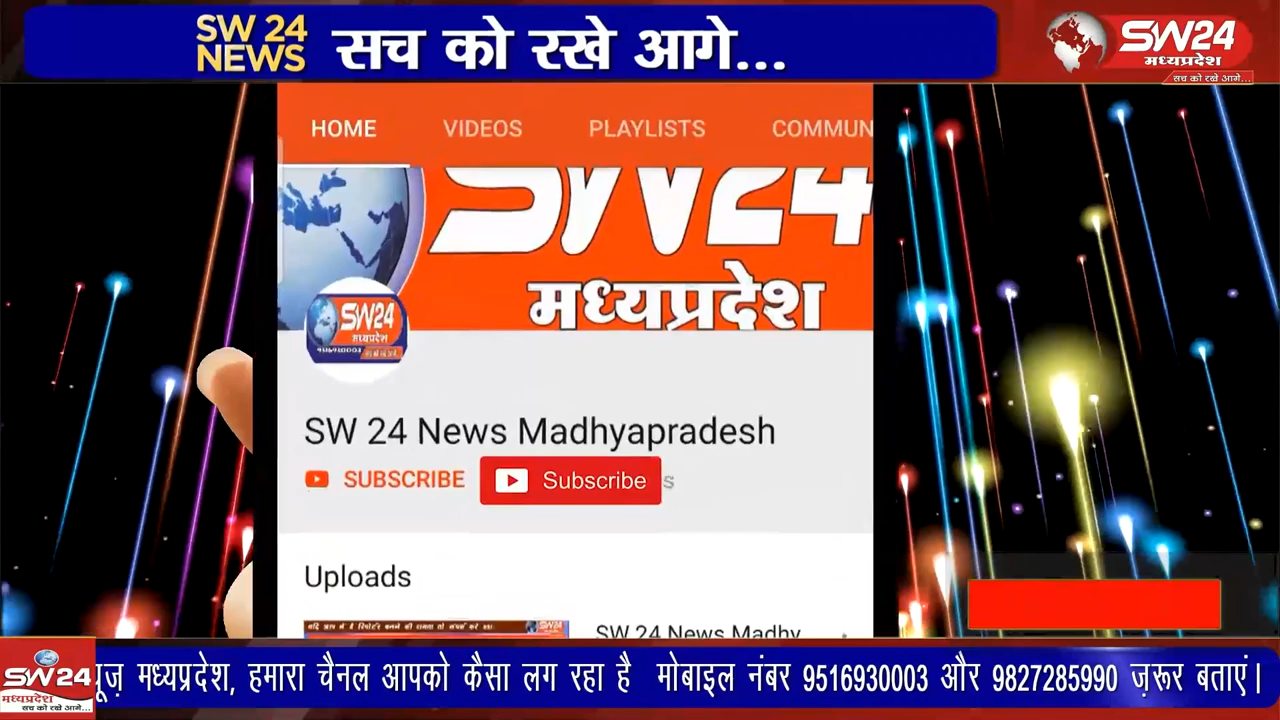 SW 24
NEWS
सच को रखे आगे...
SW24
मध्यप्रदेश
सच को रखे आगे...
HOME VIDEOS PLAYLISTS COMMUN
SW24
मध्यप्रदेश
SW24
मध्यप्रदेश
9516930003
SW 24 News Madhyapradesh
SUBSCRIBE Subscribe s
Uploads
SW 24 News Madhy
SW24
SW24
मध्यप्रदेश
सच को रखे आगे...
यूज़ मध्यप्रदेश, हमारा चैनल आपको कैसा लग रहा है मोबाइल नंबर 9516930003 और 9827285990 ज़रूर बताएं।